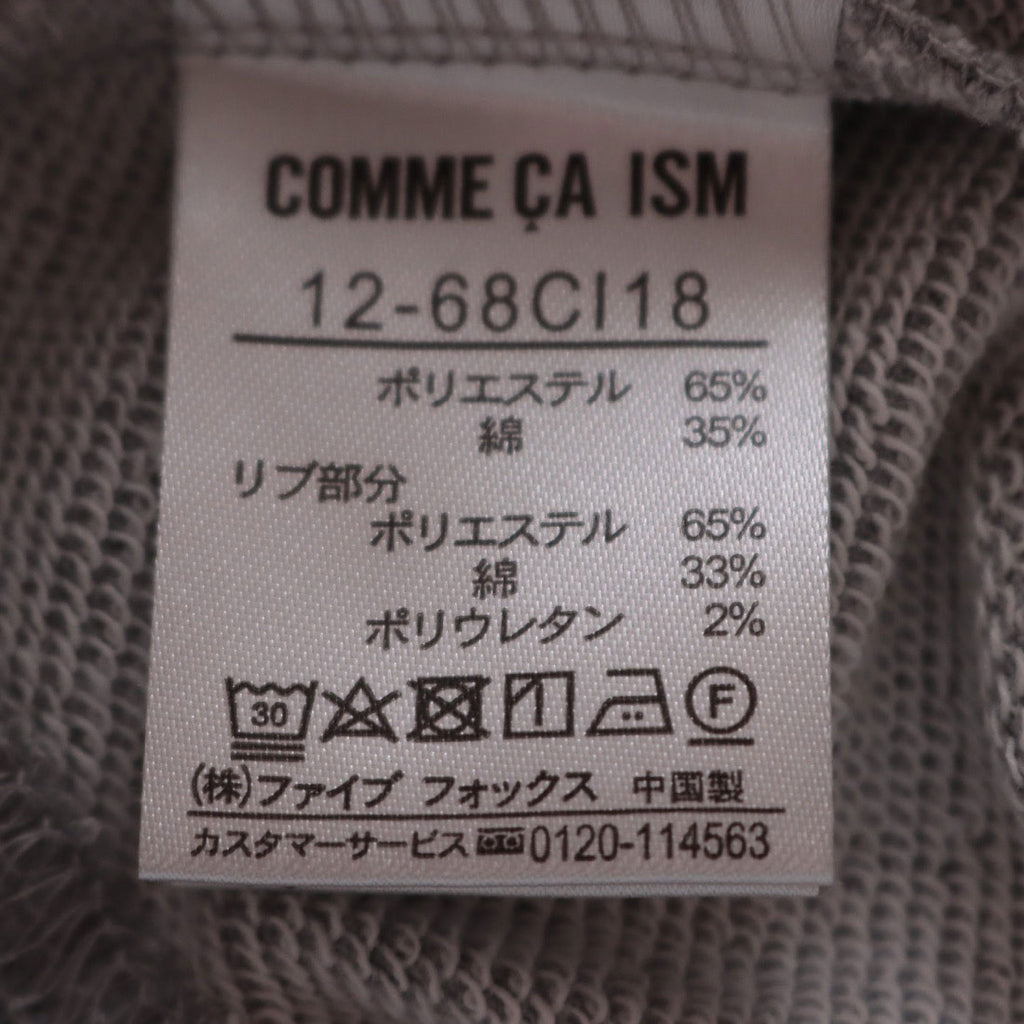 COMME ÇA ISM
12-68CI18
ポリエステル 65%
綿 35%
リブ部分
ポリエステル 65%
綿 33%
ポリウレタン 2%
30 F
(株)ファイブ フォックス 中国製
カスタマーサービス 0120-114563